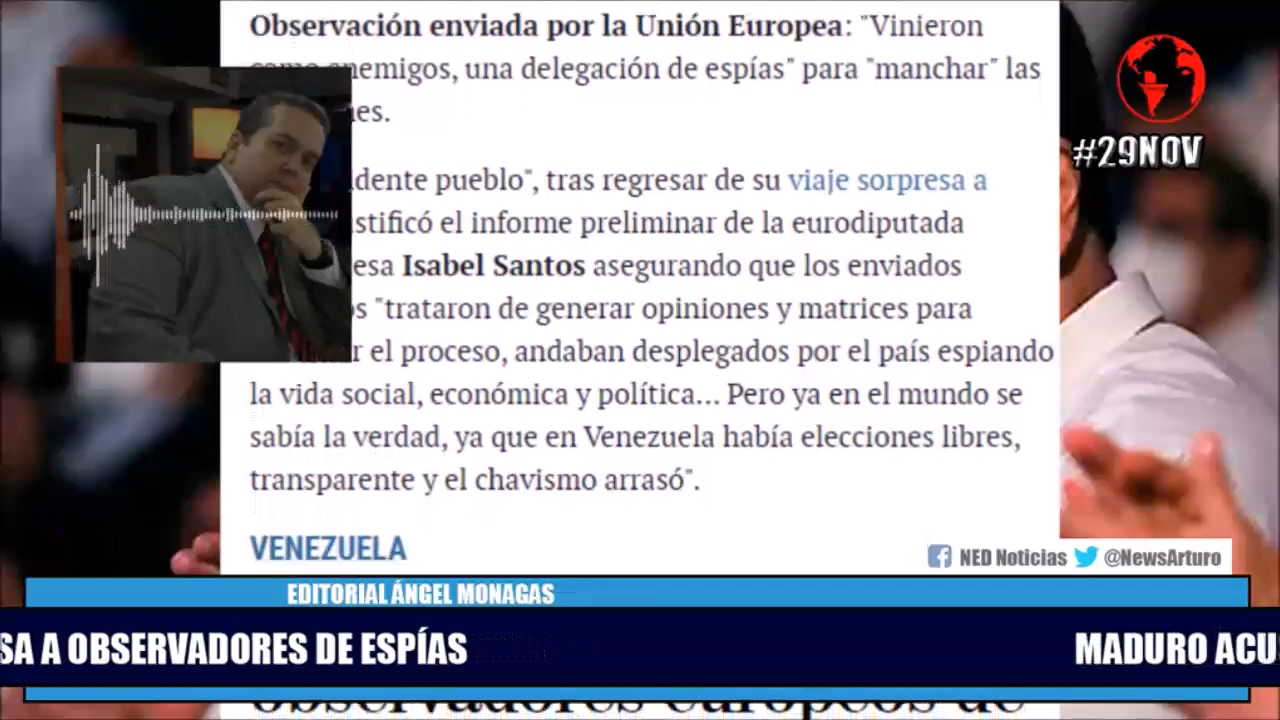 Observación enviada por la Unión Europea: "Vinieron
enemigos, una delegación de espías" para "manchar" las
dente pueblo", tras regresar de su viaje sorpresa a
stificó el informe preliminar de la eurodiputada
esa Isabel Santos asegurando que los enviados
s "trataron de generar opiniones y matrices para
r el proceso, andaban desplegados por el país espiando
la vida social, económica y política... Pero ya en el mundo se
sabía la verdad, ya que en Venezuela había elecciones libres,
transparente y el chavismo arrasó".
VENEZUELA
#29NOV
NED Noticias @NewsArturo
EDITORIAL ÁNGEL MONAGAS
SA A OBSERVADORES DE ESPÍAS MADURO ACUS
observadores europeos de